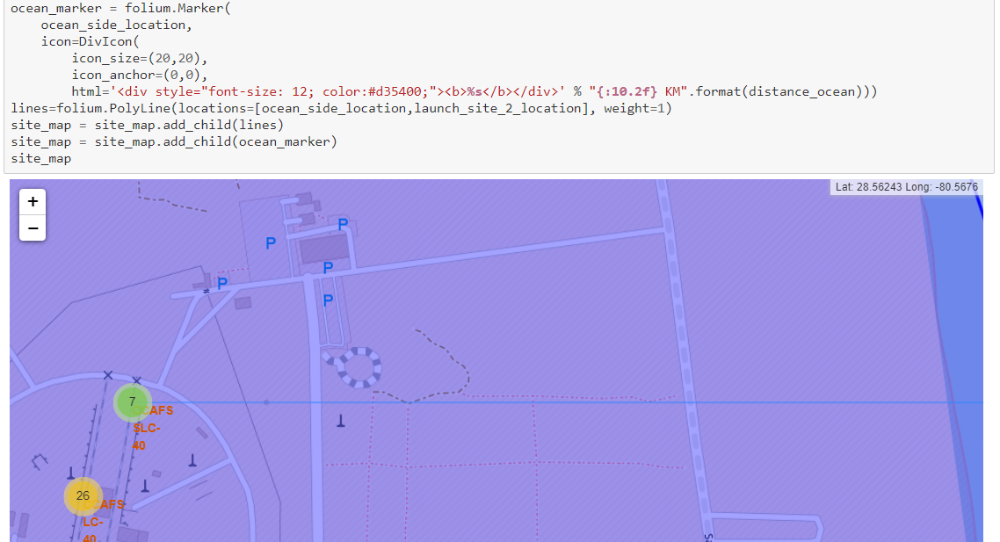 ocean_marker = folium.Marker(
    ocean_side_location,
    icon=DivIcon(
        icon_size=(20,20),
        icon_anchor=(0,0),
        html='<div style="font-size: 12; color:#d35400;"><b>%s</b></div>' % "{:10.2f} KM".format(distance_ocean)))
lines=folium.PolyLine(locations=[ocean_side_location,launch_site_2_location], weight=1)
site_map = site_map.add_child(lines)
site_map = site_map.add_child(ocean_marker)
site_map
+
−
Lat: 28.56243 Long: -80.5676
P
P
P
P
P
7
CAFS
SLC-
40
26
CAFS
LC-
40